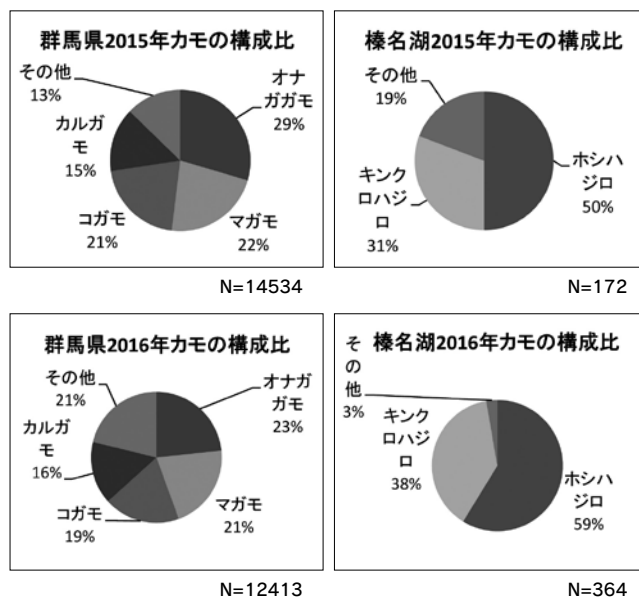 群馬県2015年カモの構成比
その他
13%
オナ
ガガモ
29%
カルガ
モ
15%
コガモ
21%
マガモ
22%
N=14534
榛名湖2015年カモの構成比
その他
19%
キンク
ロハジ
ロ
31%
ホシハ
ジロ
50%
N=172
群馬県2016年カモの構成比
その他
21%
オナガ
ガモ
23%
カルガ
モ
16%
コガモ
19%
マガモ
21%
N=12413
榛名湖2016年カモの構成比
そ
の
他
3%
キンク
ロハジ
ロ
38%
ホシハ
ジロ
59%
N=364